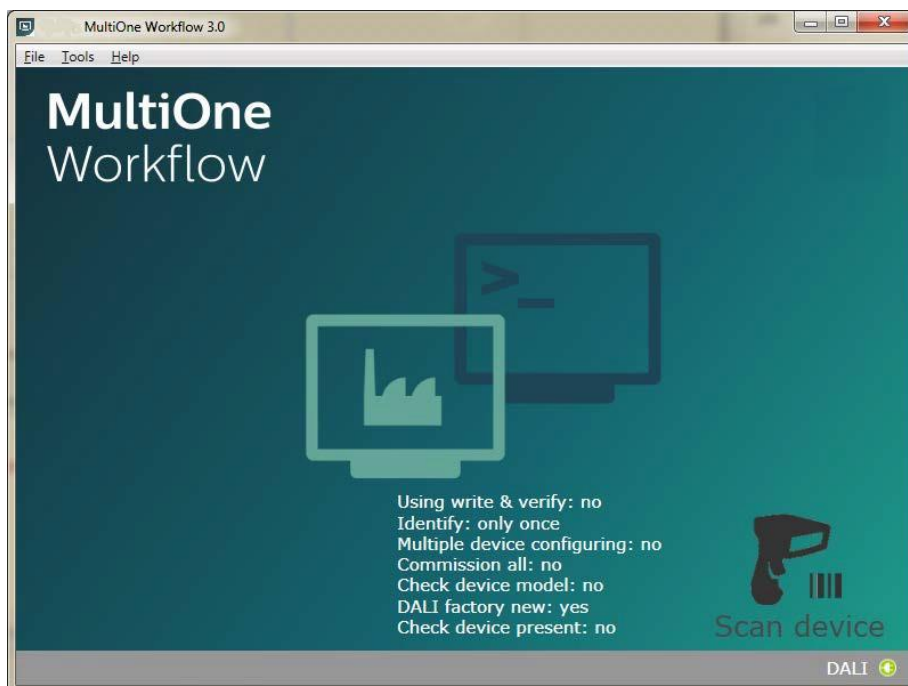 MultiOne Workflow 3.0
File Tools Help
MultiOne
Workflow
>_
Using write & verify: no
Identify: only once
Multiple device configuring: no
Commission all: no
Check device model: no
DALI factory new: yes
Check device present: no
Scan device
DALI